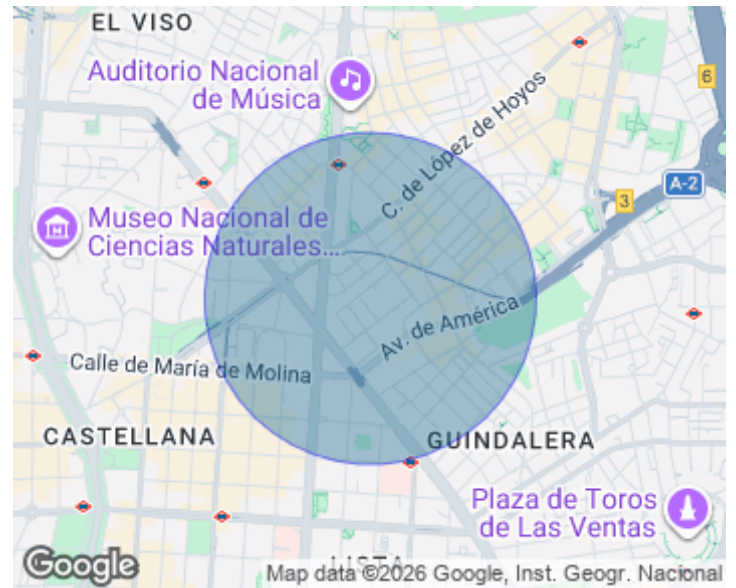 EL VISO
Auditorio Nacional
de Música
6
C. de López de Hoyos
A-2
3
Museo Nacional de
Ciencias Naturales...
Av. de América
Calle de María de Molina
CASTELLANA
GUINDALERA
Plaza de Toros
de Las Ventas
LISTA
Google
Map data ©2026 Google, Inst. Geogr. Nacional